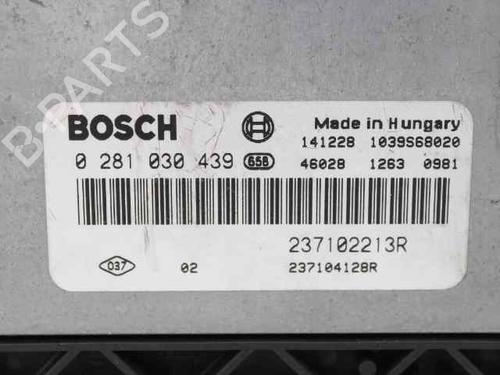 BOSCH
Made in Hungary
141228 1039S68020
0 281 030 439 658
46028 1263 0981
237102213R
037 02 237104128R
B-PARTS